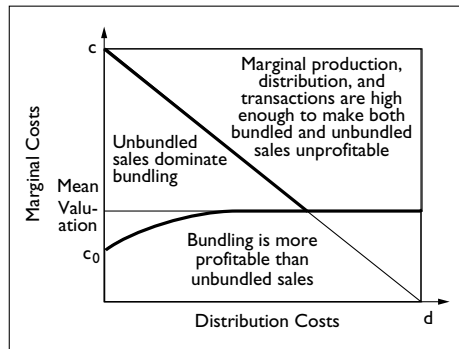 c
Marginal production,
distribution, and
transactions are high
enough to make both
bundled and unbundled
sales unprofitable
Unbundled
sales dominate
bundling
Marginal Costs
Mean
Valu-
ation
c0
Bundling is more
profitable than
unbundled sales
Distribution Costs
d